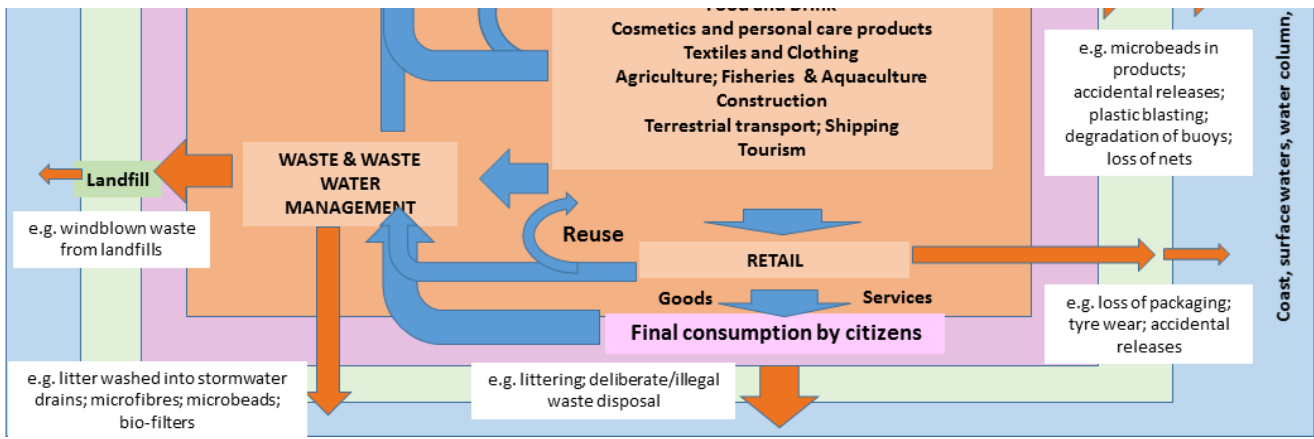 Food and Drink
Cosmetics and personal care products
Textiles and Clothing
Agriculture; Fisheries & Aquaculture
Construction
Terrestrial transport; Shipping
Tourism
e.g. microbeads in
products;
accidental releases;
plastic blasting;
degradation of buoys;
loss of nets
Coast, surface waters, water column,
WASTE & WASTE
WATER
MANAGEMENT
Landfill
e.g. windblown waste
from landfills
Reuse
RETAIL
Goods
Services
Final consumption by citizens
e.g. loss of packaging;
tyre wear; accidental
releases
e.g. litter washed into stormwater
drains; microfibres; microbeads;
bio-filters
e.g. littering; deliberate/illegal
waste disposal